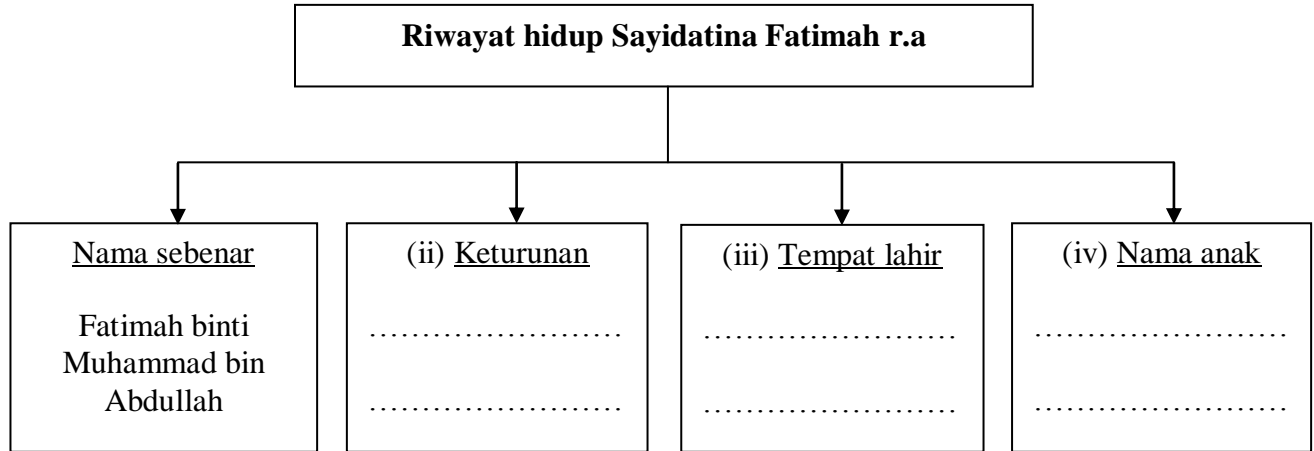 Riwayat hidup Sayidatina Fatimah r.a
Nama sebenar
Fatimah binti
Muhammad bin
Abdullah
(ii) Keturunan
……………………
……………………
(iii) Tempat lahir
……………………
……………………
(iv) Nama anak
……………………
……………………